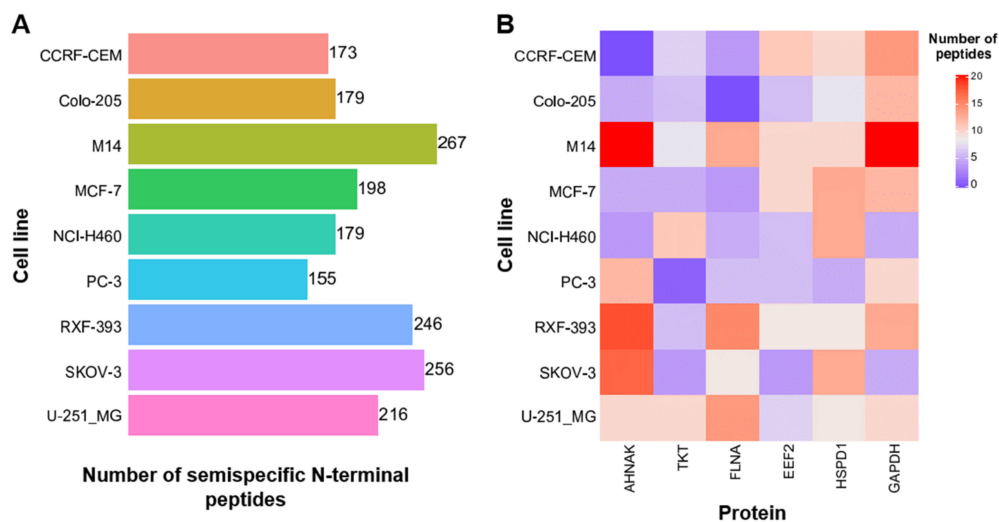 A
CCRF-CEM
173
Colo-205
179
M14
267
MCF-7
198
NCI-H460
179
PC-3
155
RXF-393
246
SKOV-3
256
U-251_MG
216
Cell line
Number of semispecific N-terminal
peptides
B
CCRF-CEM
Colo-205
M14
MCF-7
NCI-H460
PC-3
RXF-393
SKOV-3
U-251_MG
Cell line
AHNAK
TKT
FLNA
EEF2
HSPD1
GAPDH
Protein
Number of
peptides
20
15
10
5
0